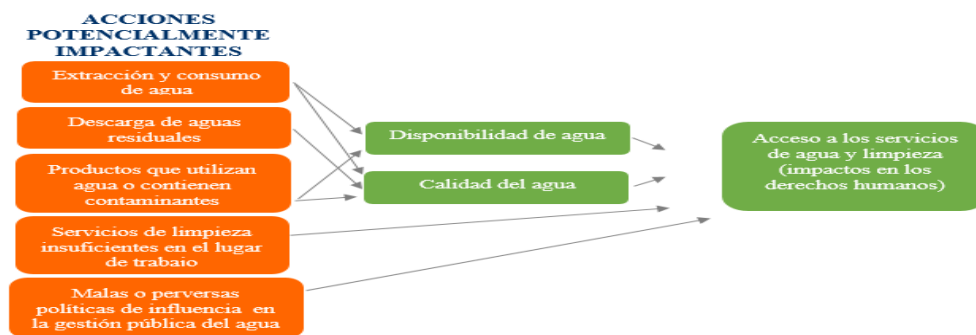 ACCIONES
POTENCIALMENTE
IMPACTANTES
Extracción y consumo
de agua
Descarga de aguas
residuales
Productos que utilizan
agua o contienen
contaminantes
Servicios de limpieza
insuficientes en el lugar
de trabajo
Malas o perversas
políticas de influencia en
la gestión pública del agua
Disponibilidad de agua
Calidad del agua
Acceso a los servicios
de agua y limpieza
(impactos en los
derechos humanos)